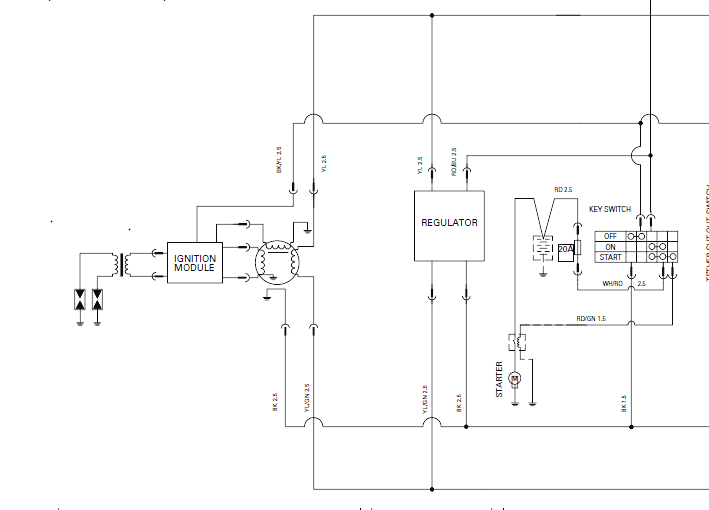 BK/YL 2.5
YL 2.5
YL 2.5
RD/BU 2.5
RD 2.5
KEY SWITCH
REGULATOR
OFF
ON
START
20A
IGNITION
MODULE
WH/RD 2.5
RD/GN 1.5
STARTER
M
BK 2.5
YL/GN 2.5
YL/GN 2.5
BK 2.5
BK 1.5